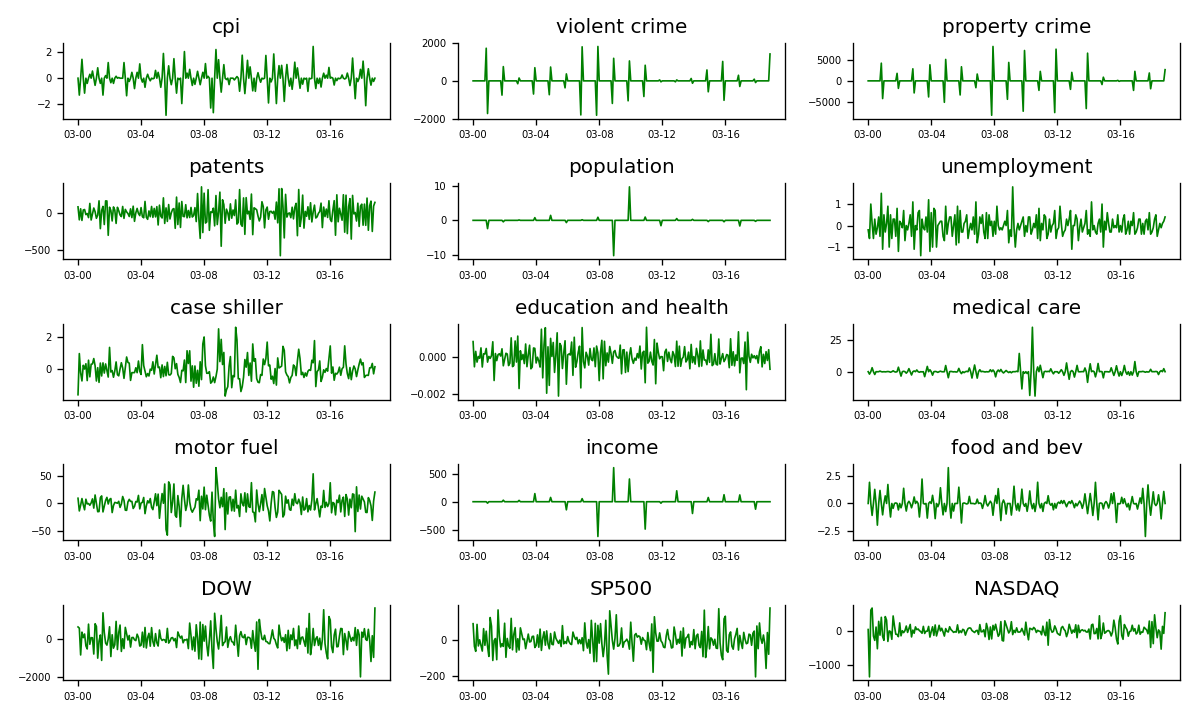 cpi violent crime property crime
2 2000 5000
0 0 0
−2 −2000 −5000
03-00 03-04 03-08 03-12 03-16 03-00 03-04 03-08 03-12 03-16 03-00 03-04 03-08 03-12 03-16
patents population unemployment
0 10 1
−500 0 0
−10 −1
03-00 03-04 03-08 03-12 03-16 03-00 03-04 03-08 03-12 03-16 03-00 03-04 03-08 03-12 03-16
case shiller education and health medical care
2 0.000 25
0 −0.002 0
03-00 03-04 03-08 03-12 03-16 03-00 03-04 03-08 03-12 03-16 03-00 03-04 03-08 03-12 03-16
motor fuel income food and bev
50 500 2.5
0 0 0.0
−50 −500 −2.5
03-00 03-04 03-08 03-12 03-16 03-00 03-04 03-08 03-12 03-16 03-00 03-04 03-08 03-12 03-16
DOW SP500 NASDAQ
0 0 0
−2000 −200 −1000
03-00 03-04 03-08 03-12 03-16 03-00 03-04 03-08 03-12 03-16 03-00 03-04 03-08 03-12 03-16